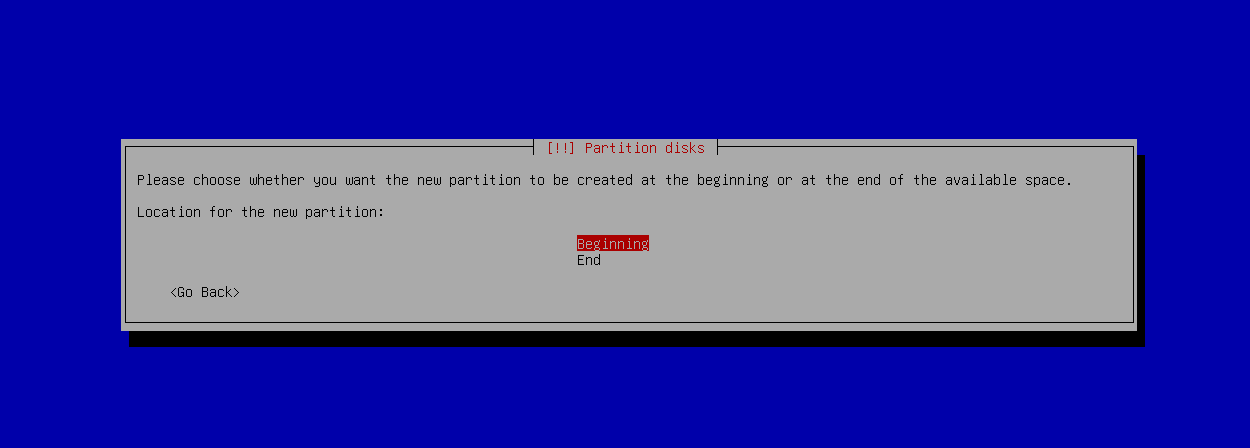 [!!] Partition disks
Please choose whether you want the new partition to be created at the beginning or at the end of the available space.
Location for the new partition:
Beginning
End
<Go Back>